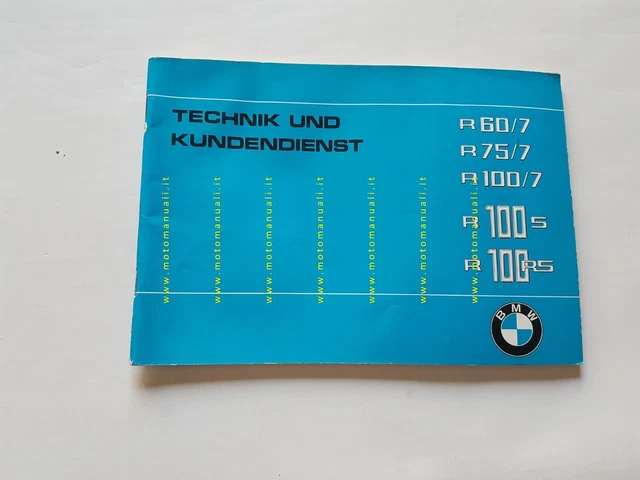 TECHNIK UND
KUNDENDIENST
R 60/7
R 75/7
R 100/7
R 100 S
R 100 RS
BMW
www.motomanuali.it
www.motomanuali.it
www.motomanuali.it
www.motomanuali.it
www.motomanuali.it
www.motomanuali.it
www.motomanuali.it